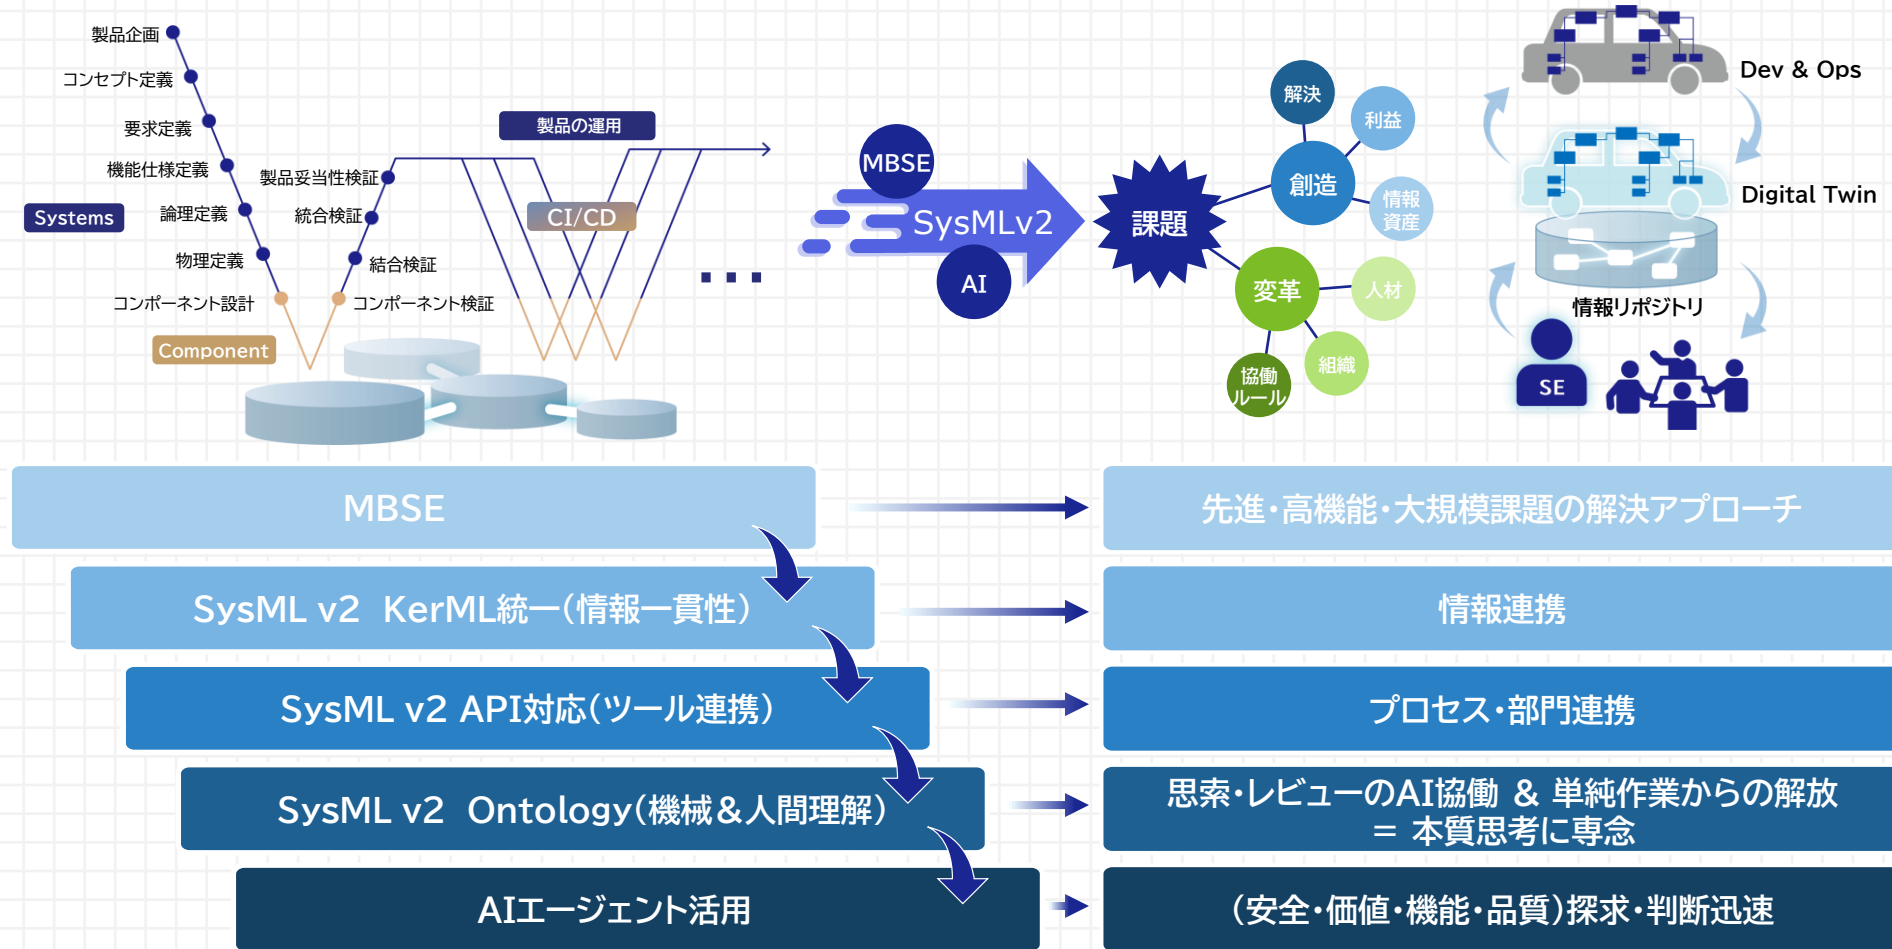 製品企画
コンセプト定義
要求定義
機能仕様定義
論理定義
物理定義
コンポーネント設計
Systems
Component
製品妥当性検証
統合検証
結合検証
コンポーネント検証
製品の運用
CI/CD
MBSE
SysMLv2
AI
課題
解決
利益
創造
情報
資産
変革
人材
組織
協働
ルール
Dev & Ops
Digital Twin
情報リポジトリ
SE
MBSE
先進・高機能・大規模課題の解決アプローチ
SysML v2 KerML統一(情報一貫性)
情報連携
SysML v2 API対応(ツール連携)
プロセス・部門連携
SysML v2 Ontology(機械&人間理解)
思索・レビューのAI協働 & 単純作業からの解放
= 本質思考に専念
AIエージェント活用
(安全・価値・機能・品質)探求・判断迅速